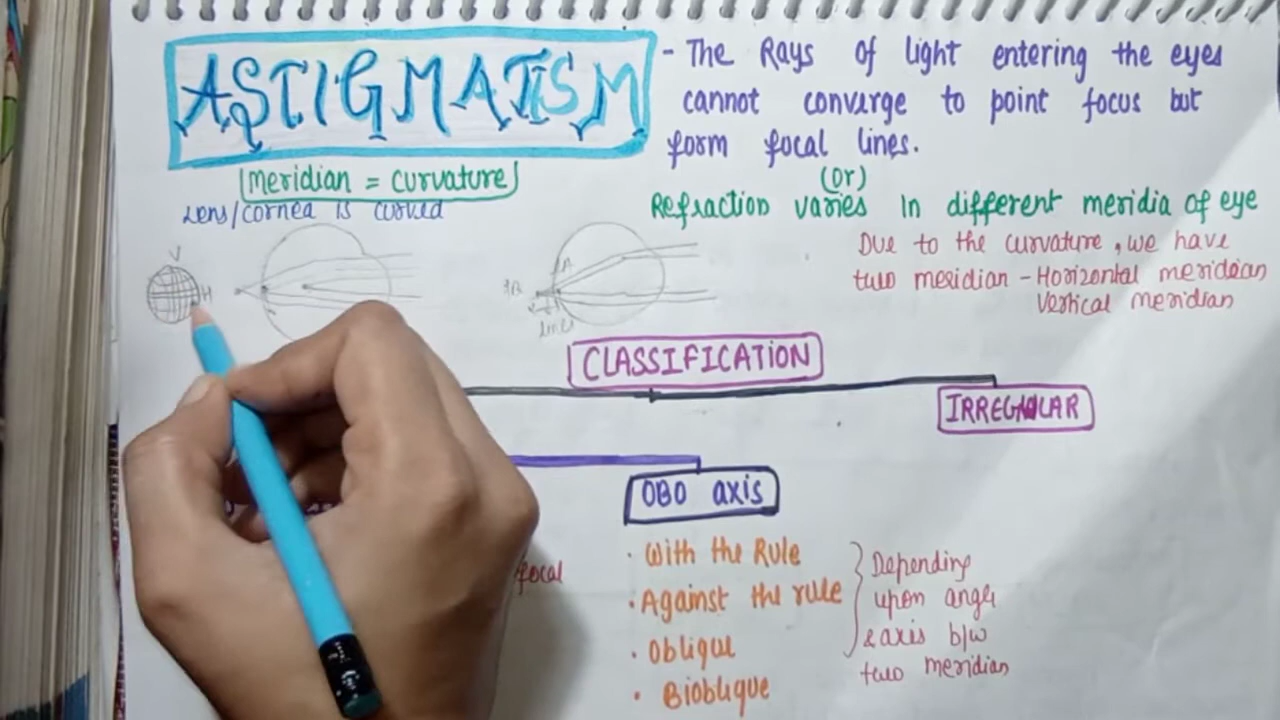 ASTIGMATISM
- The Rays of light entering the eyes
cannot converge to point focus but
form focal lines.
Meridian = curvature
(or)
Lens/cornea is curved
Refraction varies in different meridia of eye
Due to the curvature, we have
two meridian - Horizontal meridian
Vertical meridian
V
H
CLASSIFICATION
IRREGULAR
OBO axis
• With the Rule
• Against the rule
• Oblique
• Bioblique
Depending
upon angle
& axis b/w
two meridian
focal